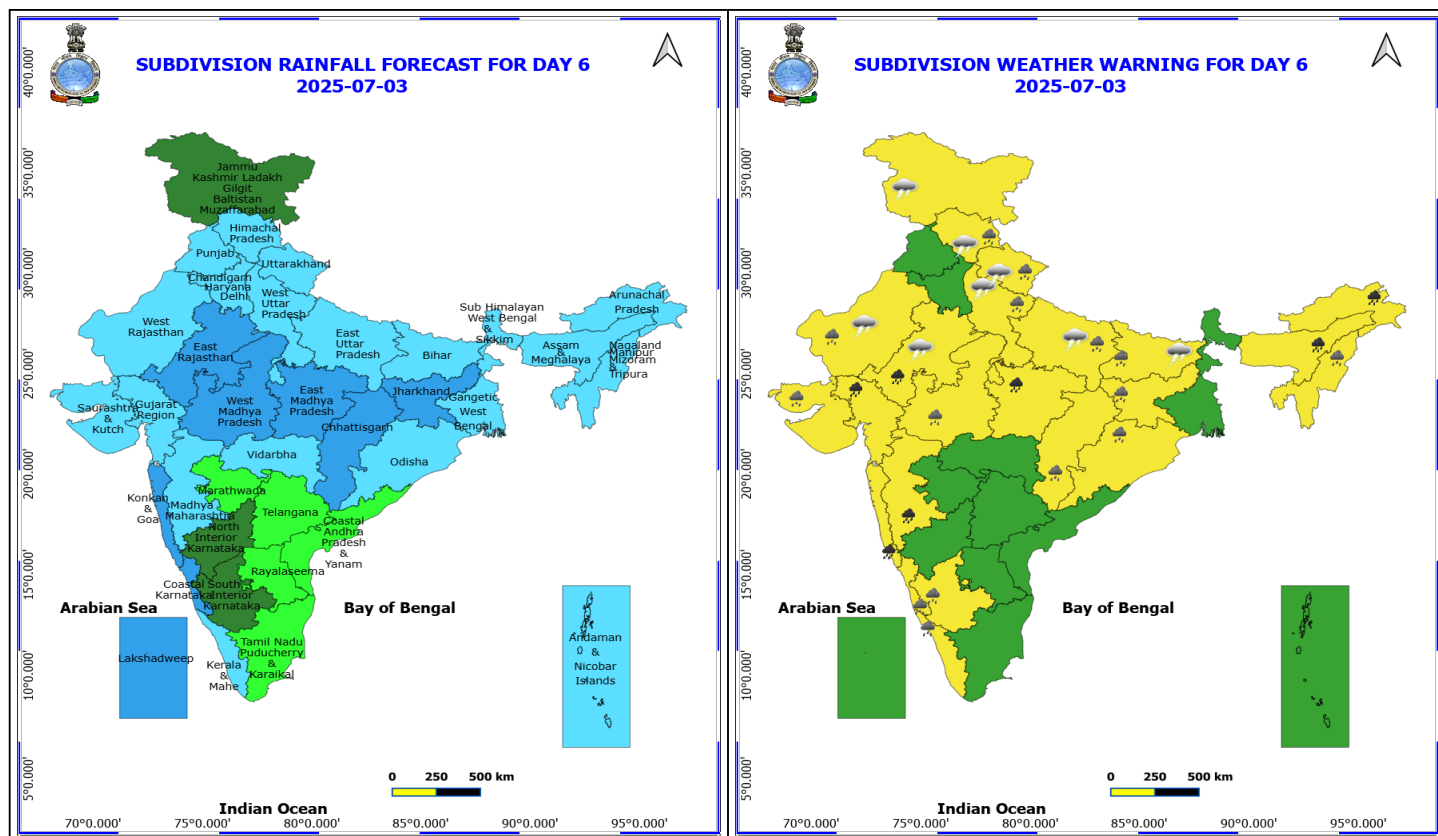 SUBDIVISION RAINFALL FORECAST FOR DAY 6
2025-07-03
40°0.000'
35°0.000'
30°0.000'
25°0.000'
20°0.000'
15°0.000'
10°0.000'
5°0.000'
Jammu
Kashmir Ladakh
Gilgit
Baltistan
Muzaffarabad
Himachal
Pradesh
Punjab
Uttarakhand
Chandigarh
Haryana
Delhi
West
Uttar
Pradesh
West
Rajasthan
East
Rajasthan
East
Uttar
Pradesh
Bihar
Sub Himalayan
West Bengal
&
Sikkim
Arunachal
Pradesh
Assam
&
Meghalaya
Nagaland
Manipur
Mizoram
&
Tripura
Saurashtra
&
Kutch
Gujarat
Region
West
Madhya
Pradesh
East
Madhya
Pradesh
Jharkhand
Gangetic
West
Bengal
Chhattisgarh
Vidarbha
Odisha
Konkan
&
Goa
Madhya
Maharashtra
Marathwada
Telangana
North
Interior
Karnataka
Coastal
Andhra
Pradesh
&
Yanam
Rayalaseema
Coastal
Karnataka
South
Interior
Karnataka
Arabian Sea
Bay of Bengal
Lakshadweep
Tamil Nadu
Puducherry
&
Karaikal
Kerala
&
Mahe
Andaman
&
Nicobar
Islands
0 250 500 km
Indian Ocean
70°0.000' 75°0.000' 80°0.000' 85°0.000' 90°0.000' 95°0.000'
SUBDIVISION WEATHER WARNING FOR DAY 6
2025-07-03
40°0.000'
35°0.000'
30°0.000'
25°0.000'
20°0.000'
15°0.000'
10°0.000'
5°0.000'
Arabian Sea
Bay of Bengal
0 250 500 km
Indian Ocean
70°0.000' 75°0.000' 80°0.000' 85°0.000' 90°0.000' 95°0.000'